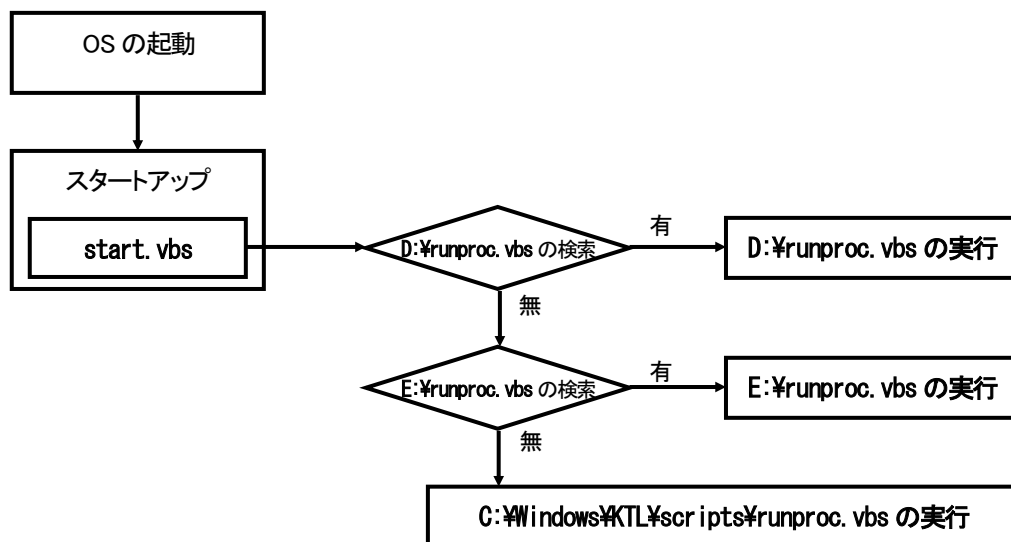 OS の起動
スタートアップ
start.vbs
D:¥runproc.vbs の検索
有
D:¥runproc.vbs の実行
無
E:¥runproc.vbs の検索
有
E:¥runproc.vbs の実行
無
C:¥Windows¥KTL¥scripts¥runproc.vbs の実行